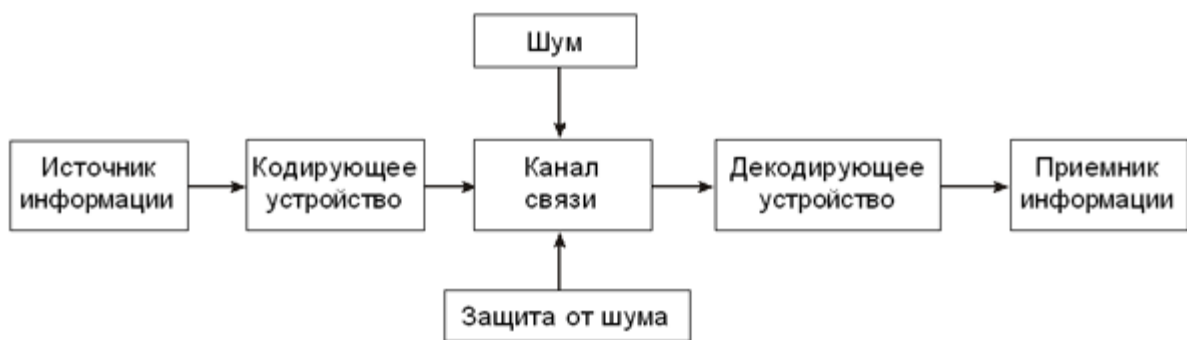 Шум
Источник
информации
Кодирующее
устройство
Канал
связи
Декодирующее
устройство
Приемник
информации
Защита от шума